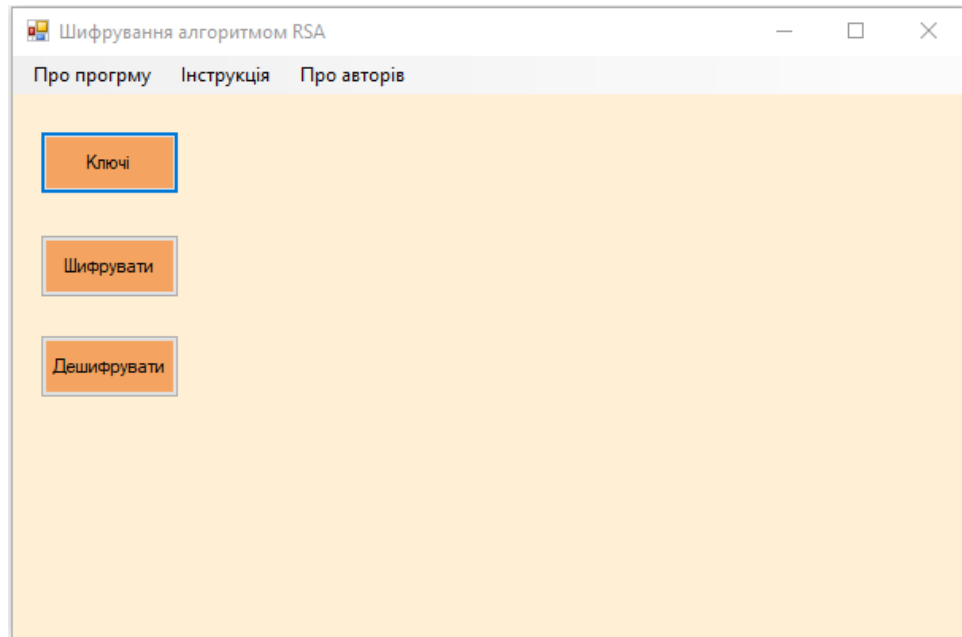 Шифрування алгоритмом RSA
Про прогрму Інструкція Про авторів
Ключі
Шифрувати
Дешифрувати